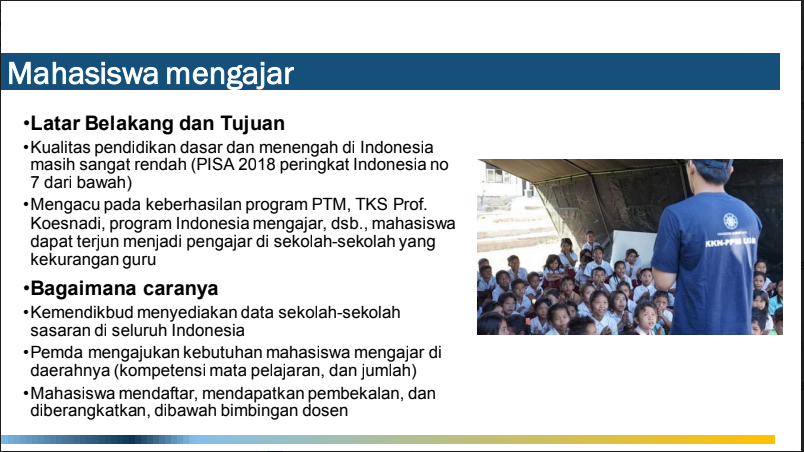 Mahasiswa mengajar
•Latar Belakang dan Tujuan
•Kualitas pendidikan dasar dan menengah di Indonesia
masih sangat rendah (PISA 2018 peringkat Indonesia no
7 dari bawah)
•Mengacu pada keberhasilan program PTM, TKS Prof.
Koesnadi, program Indonesia mengajar, dsb., mahasiswa
dapat terjun menjadi pengajar di sekolah-sekolah yang
kekurangan guru
•Bagaimana caranya
•Kemendikbud menyediakan data sekolah-sekolah
sasaran di seluruh Indonesia
•Pemda mengajukan kebutuhan mahasiswa mengajar di
daerahnya (kompetensi mata pelajaran, dan jumlah)
•Mahasiswa mendaftar, mendapatkan pembekalan, dan
diberangkatkan, dibawah bimbingan dosen
KKN-PPM UGM